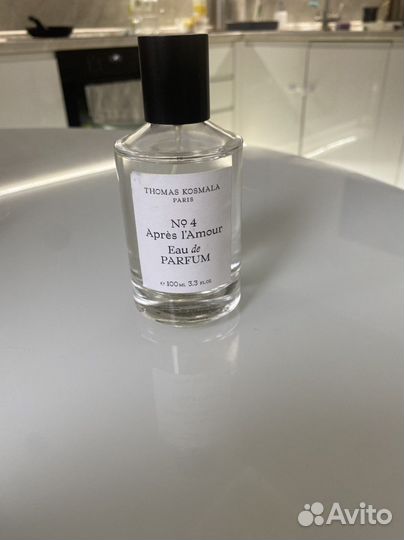 THOMAS KOSMALA
PARIS
Nº 4
Après l'Amour
Eau de
PARFUM
e 100 ml 3.3 fl.oz
Avito